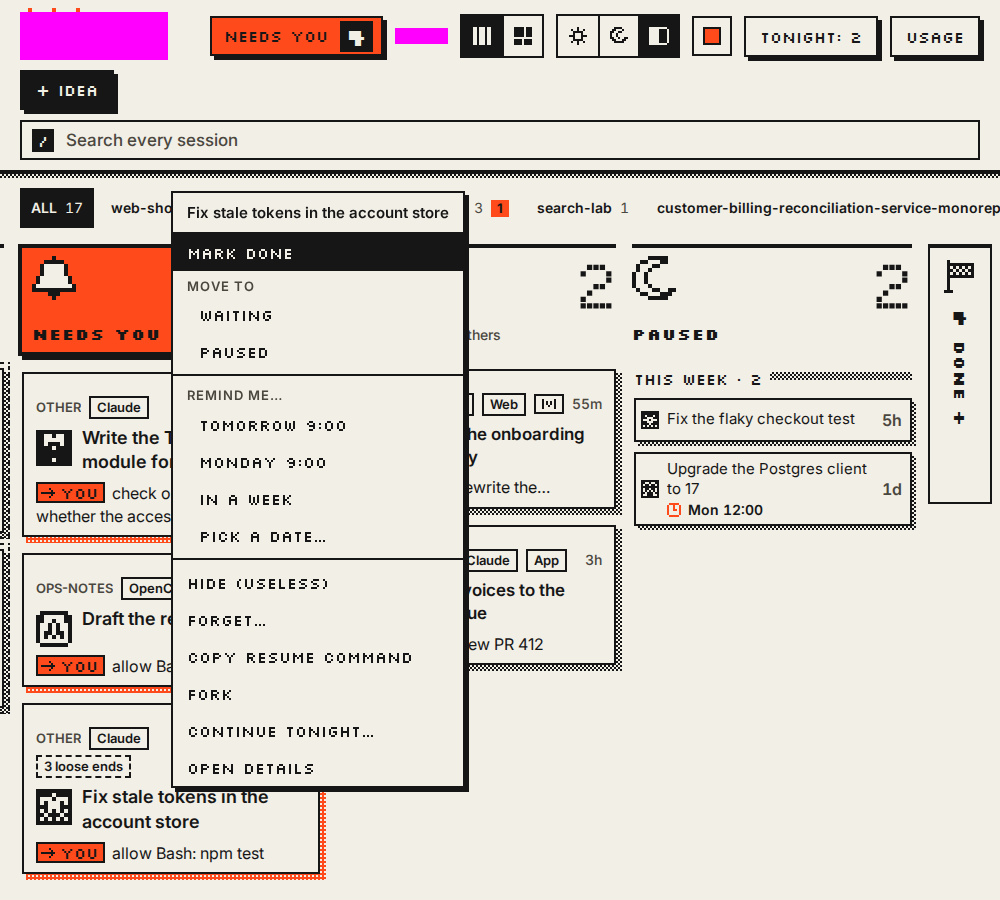 NEEDS YOU 4
TONIGHT: 2
USAGE
+ IDEA
/ Search every session
ALL 17
web-sho
3 1
search-lab 1
customer-billing-reconciliation-service-monorep
Fix stale tokens in the account store
MARK DONE
MOVE TO
WAITING
PAUSED
REMIND ME…
TOMORROW 9:00
MONDAY 9:00
IN A WEEK
PICK A DATE…
HIDE (USELESS)
FORGET…
COPY RESUME COMMAND
FORK
CONTINUE TONIGHT…
OPEN DETAILS
NEEDS YOU
OTHER Claude
Write the T
module for
→ YOU check o
whether the acces
OPS-NOTES OpenC
Draft the re
→ YOU allow Ba
OTHER Claude
3 loose ends
Fix stale tokens in the
account store
→ YOU allow Bash: npm test
2
thers
Web 55m
he onboarding
y
ewrite the…
Claude App 3h
voices to the
ue
ew PR 412
2
PAUSED
THIS WEEK · 2
Fix the flaky checkout test 5h
Upgrade the Postgres client
to 17
1d
Mon 12:00
4 DONE +